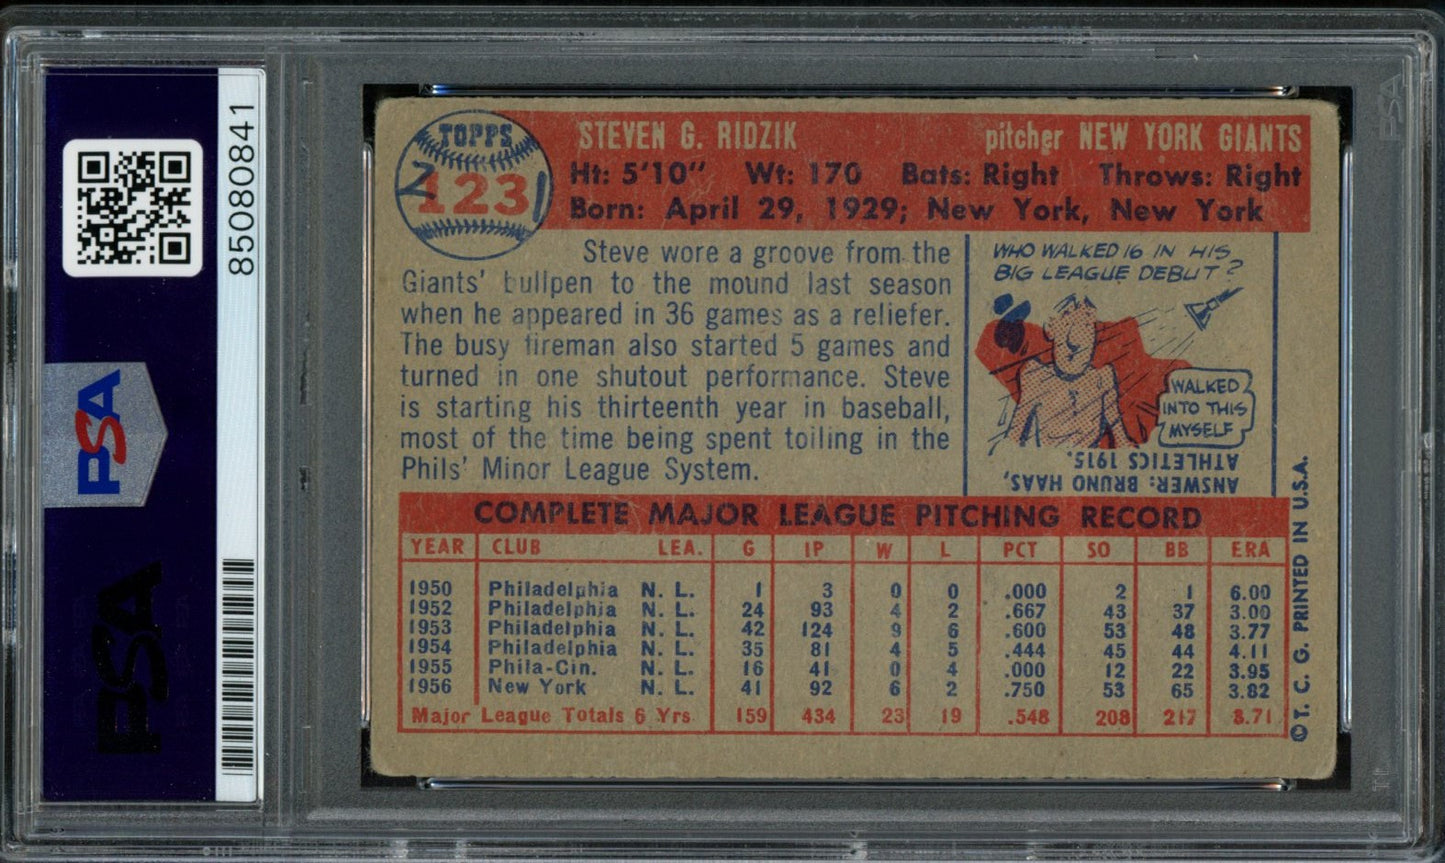 85080841
PSA
PSA
PSA
TOPPS
123
STEVEN G. RIDZIK pitcher NEW YORK GIANTS
Ht: 5'10" Wt: 170 Bats: Right Throws: Right
Born: April 29, 1929; New York, New York
Steve wore a groove from the
Giants' bullpen to the mound last season
when he appeared in 36 games as a reliefer.
The busy fireman also started 5 games and
turned in one shutout performance. Steve
is starting his thirteenth year in baseball,
most of the time being spent toiling in the
Phils' Minor League System.
WHO WALKED 16 IN HIS
BIG LEAGUE DEBUT?
WALKED
INTO THIS
MYSELF
ANSWER: BRUNO HAAS,
ATHLETICS 1915.
COMPLETE MAJOR LEAGUE PITCHING RECORD
YEAR CLUB LEA. G IP W L PCT SO BB ERA
1950 Philadelphia N. L. 1 3 0 0 .000 2 1 6.00
1952 Philadelphia N. L. 24 93 4 2 .667 43 37 3.00
1953 Philadelphia N. L. 42 124 9 6 .600 53 48 3.77
1954 Philadelphia N. L. 35 81 4 5 .444 45 44 4.11
1955 Phila-Cin. N. L. 16 41 0 4 .000 12 22 3.95
1956 New York N. L. 41 92 6 2 .750 53 65 3.82
Major League Totals 6 Yrs. 159 434 23 19 .548 208 217 3.71
© T. C. G. PRINTED IN U.S.A.